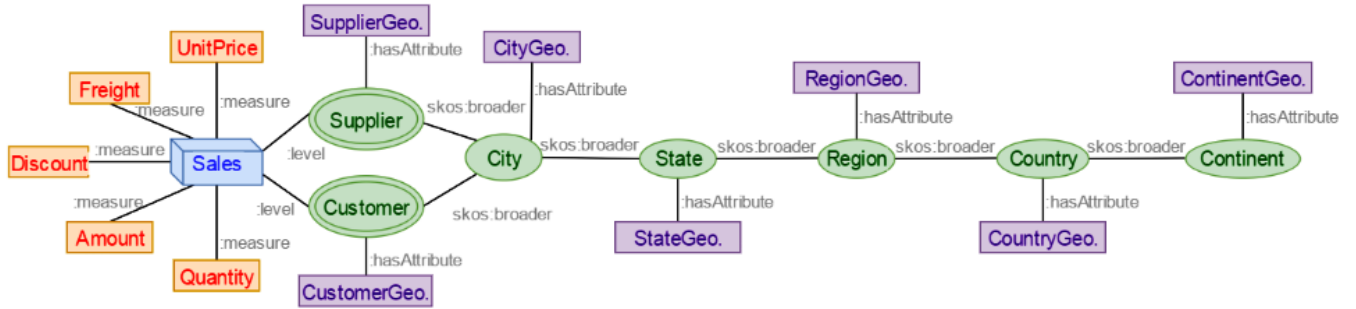 SupplierGeo.
UnitPrice
:hasAttribute
CityGeo.
RegionGeo.
ContinentGeo.
Freight
:measure
:measure
:hasAttribute
:hasAttribute
:hasAttribute
Supplier
skos:broader
Discount
:measure
Sales
:level
City
skos:broader
State
skos:broader
Region
skos:broader
Country
skos:broader
Continent
:measure
:level
Customer
skos:broader
:hasAttribute
:hasAttribute
Amount
:measure
StateGeo.
CountryGeo.
Quantity
:hasAttribute
CustomerGeo.